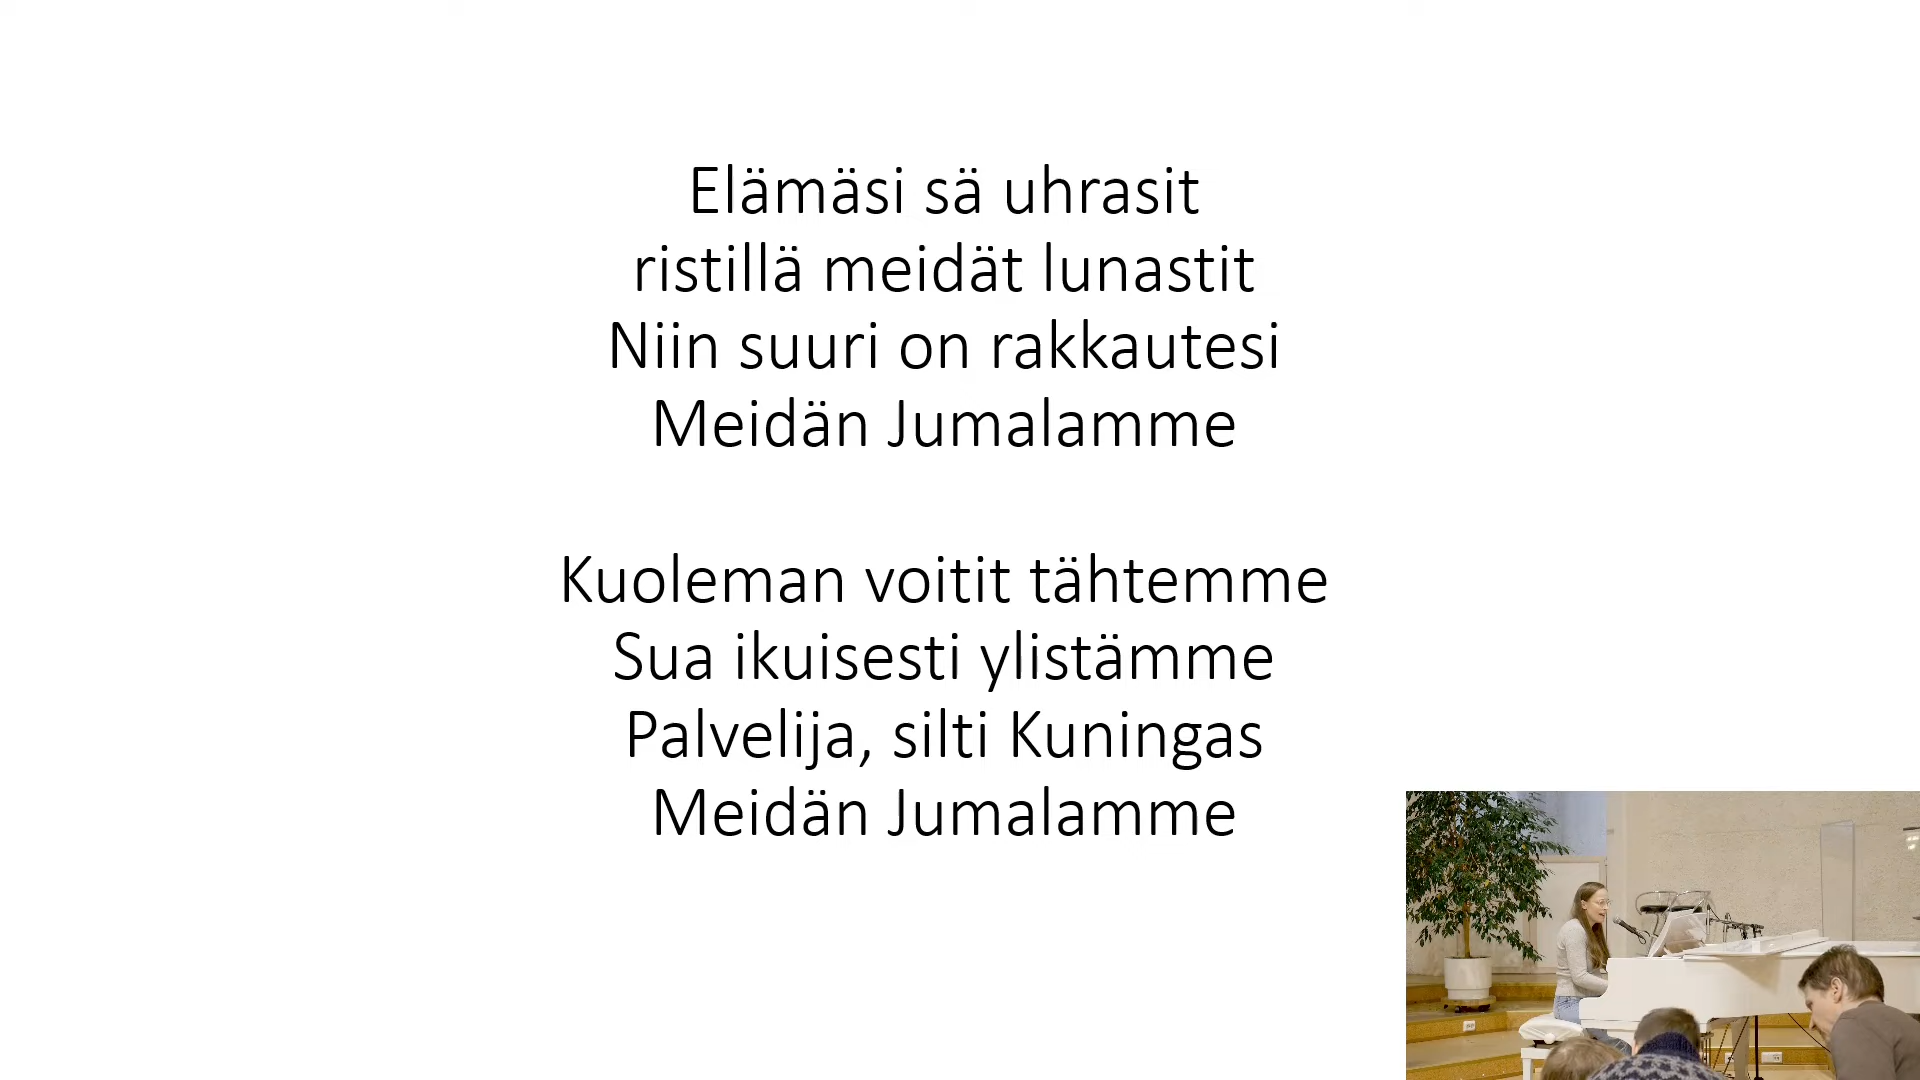 Elämäsi sä uhrasit
ristillä meidät lunastit
Niin suuri on rakkautesi
Meidän Jumalamme
Kuoleman voitit tähtemme
Sua ikuisesti ylistämme
Palvelija, silti Kuningas
Meidän Jumalamme